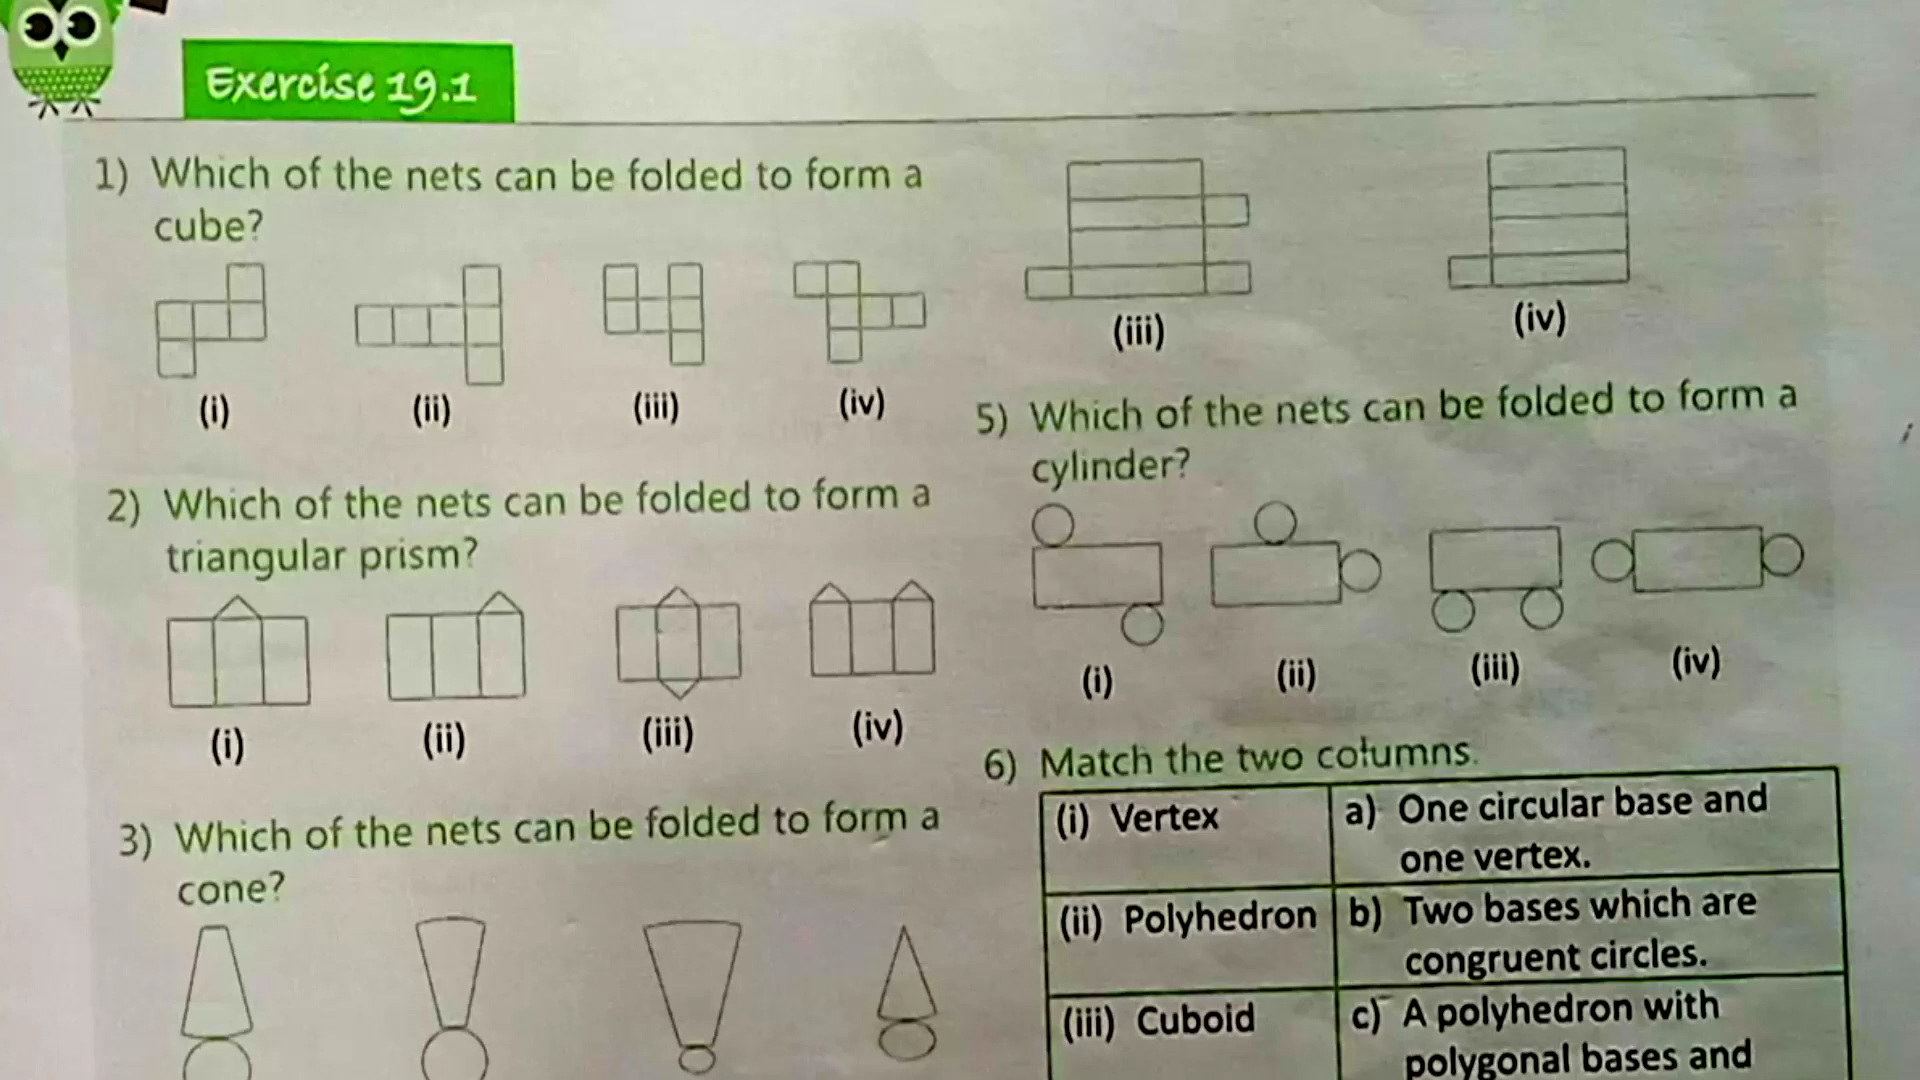 Exercise 19.1
1) Which of the nets can be folded to form a
cube?
(i) (ii) (iii) (iv)
2) Which of the nets can be folded to form a
triangular prism?
(i) (ii) (iii) (iv)
3) Which of the nets can be folded to form a
cone?
(iii) (iv)
5) Which of the nets can be folded to form a
cylinder?
(i) (ii) (iii) (iv)
6) Match the two columns.
(i) Vertex
a) One circular base and
one vertex.
(ii) Polyhedron
b) Two bases which are
congruent circles.
(iii) Cuboid
c) A polyhedron with
polygonal bases and